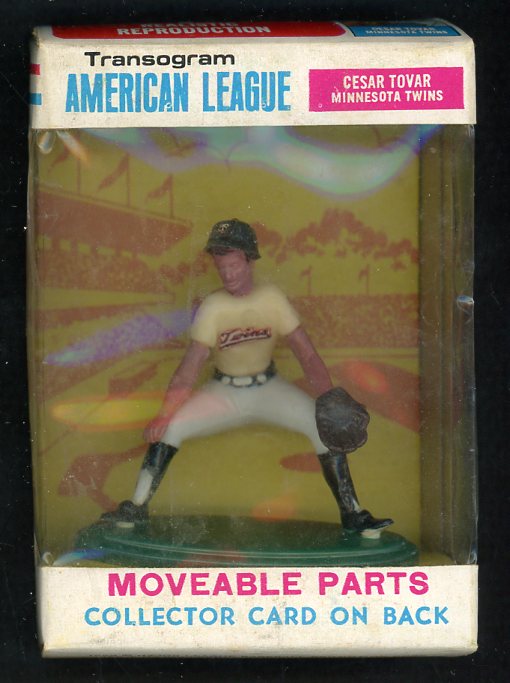 REALISTIC
REPRODUCTION
CESAR TOVAR
MINNESOTA TWINS
Transogram
AMERICAN LEAGUE
CESAR TOVAR
MINNESOTA TWINS
Twins
MOVEABLE PARTS
COLLECTOR CARD ON BACK